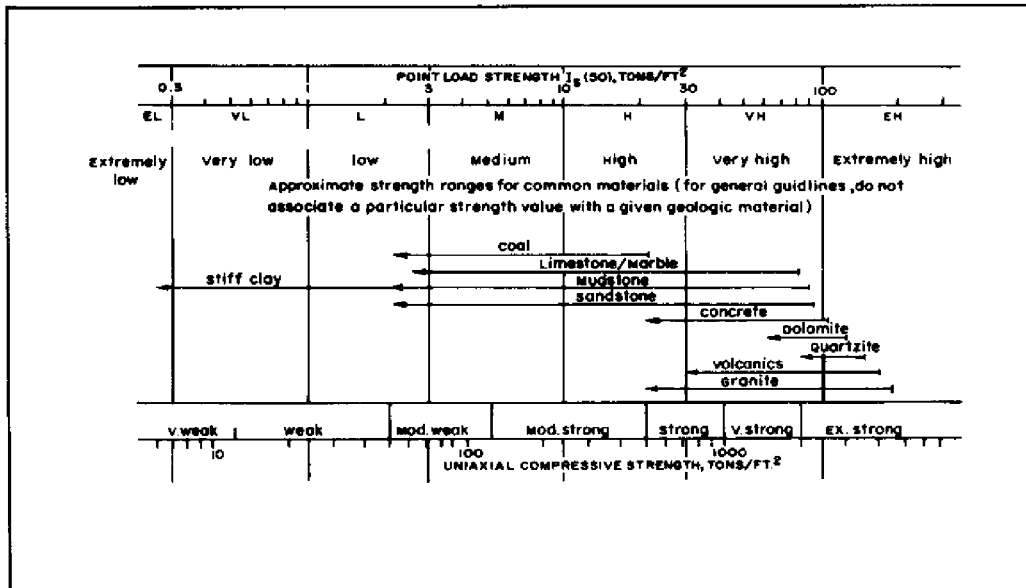 POINT LOAD STRENGTH I_s (50), TONS/FT²
0.3 1 3 10 30 100
EL VL L M H VH EH
Extremely low Very low low Medium High Very high Extremely high
Approximate strength ranges for common materials (for general guidlines, do not
associate a particular strength value with a given geologic material)
coal
Limestone/Marble
stiff clay Mudstone
sandstone
concrete
Dolomite
Quartzite
volcanics
Granite
V.weak weak Mod.weak Mod.strong strong V.strong Ex.strong
10 100 1000
UNIAXIAL COMPRESSIVE STRENGTH, TONS/FT.²